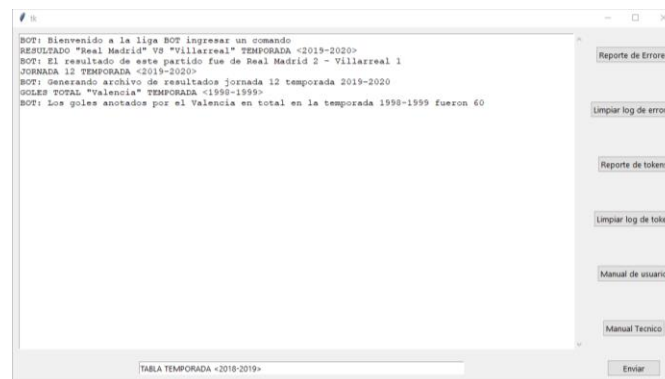 tk
BOT: Bienvenido a la liga BOT ingresar un comando
RESULTADO "Real Madrid" VS "Villarreal" TEMPORADA <2019-2020>
BOT: El resultado de este partido fue de Real Madrid 2 - Villarreal 1
JORNADA 12 TEMPORADA <2019-2020>
BOT: Generando archivo de resultados jornada 12 temporada 2019-2020
GOLES TOTAL "Valencia" TEMPORADA <1998-1999>
BOT: Los goles anotados por el Valencia en total en la temporada 1998-1999 fueron 60
Reporte de Errore
Limpiar log de error
Reporte de tokens
Limpiar log de toke
Manual de usuario
Manual Tecnico
TABLA TEMPORADA <2018-2019>
Enviar